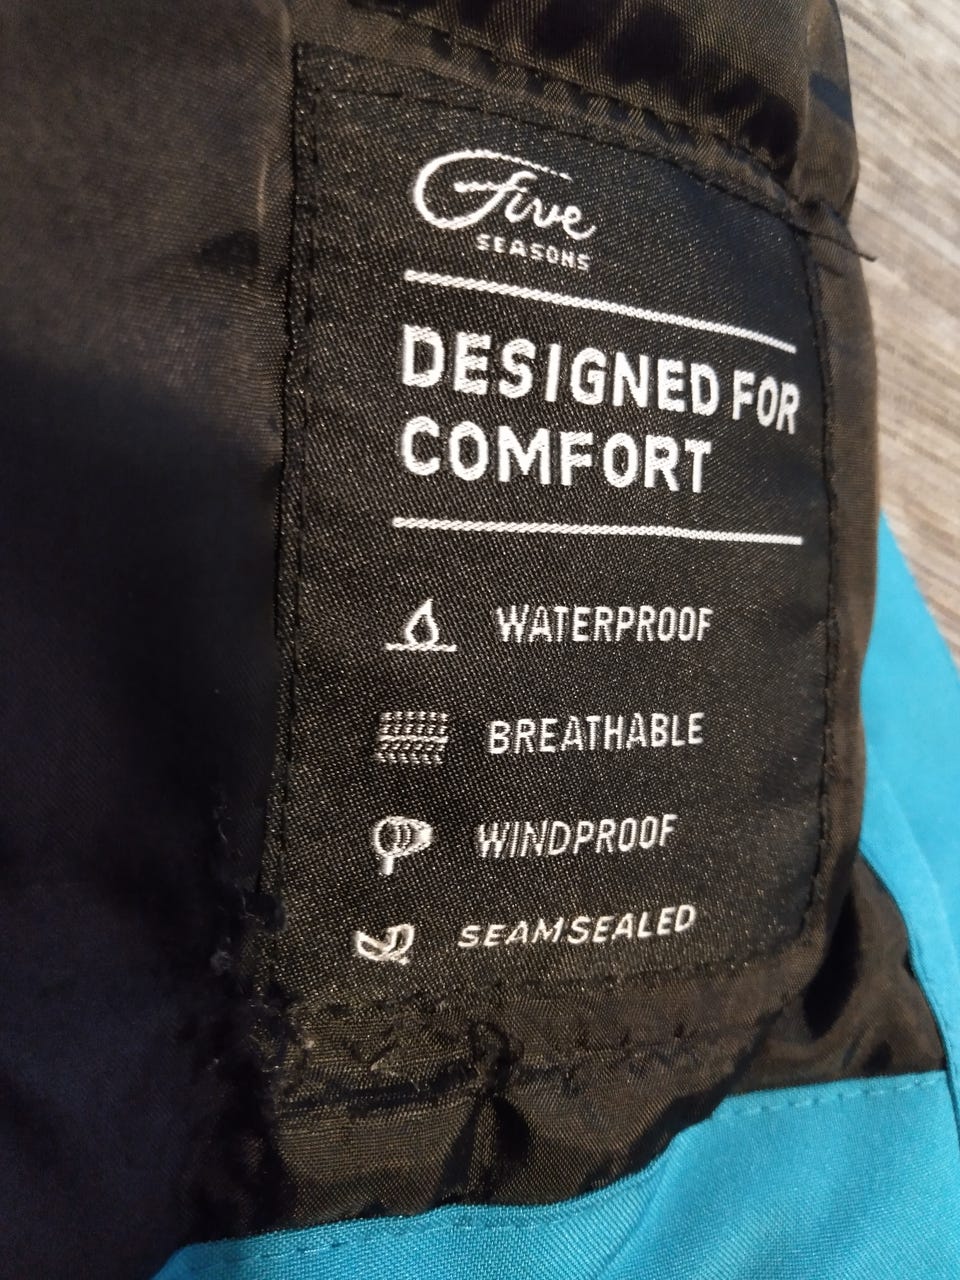 Five
SEASONS
DESIGNED FOR
COMFORT
WATERPROOF
BREATHABLE
WINDPROOF
SEAMSEALED